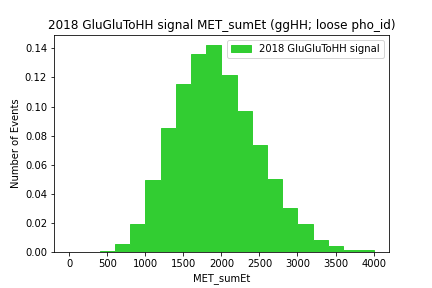 2018 GluGluToHH signal MET_sumEt (ggHH; loose pho_id)
2018 GluGluToHH signal
Number of Events
0.14
0.12
0.10
0.08
0.06
0.04
0.02
0.00
0 500 1000 1500 2000 2500 3000 3500 4000
MET_sumEt